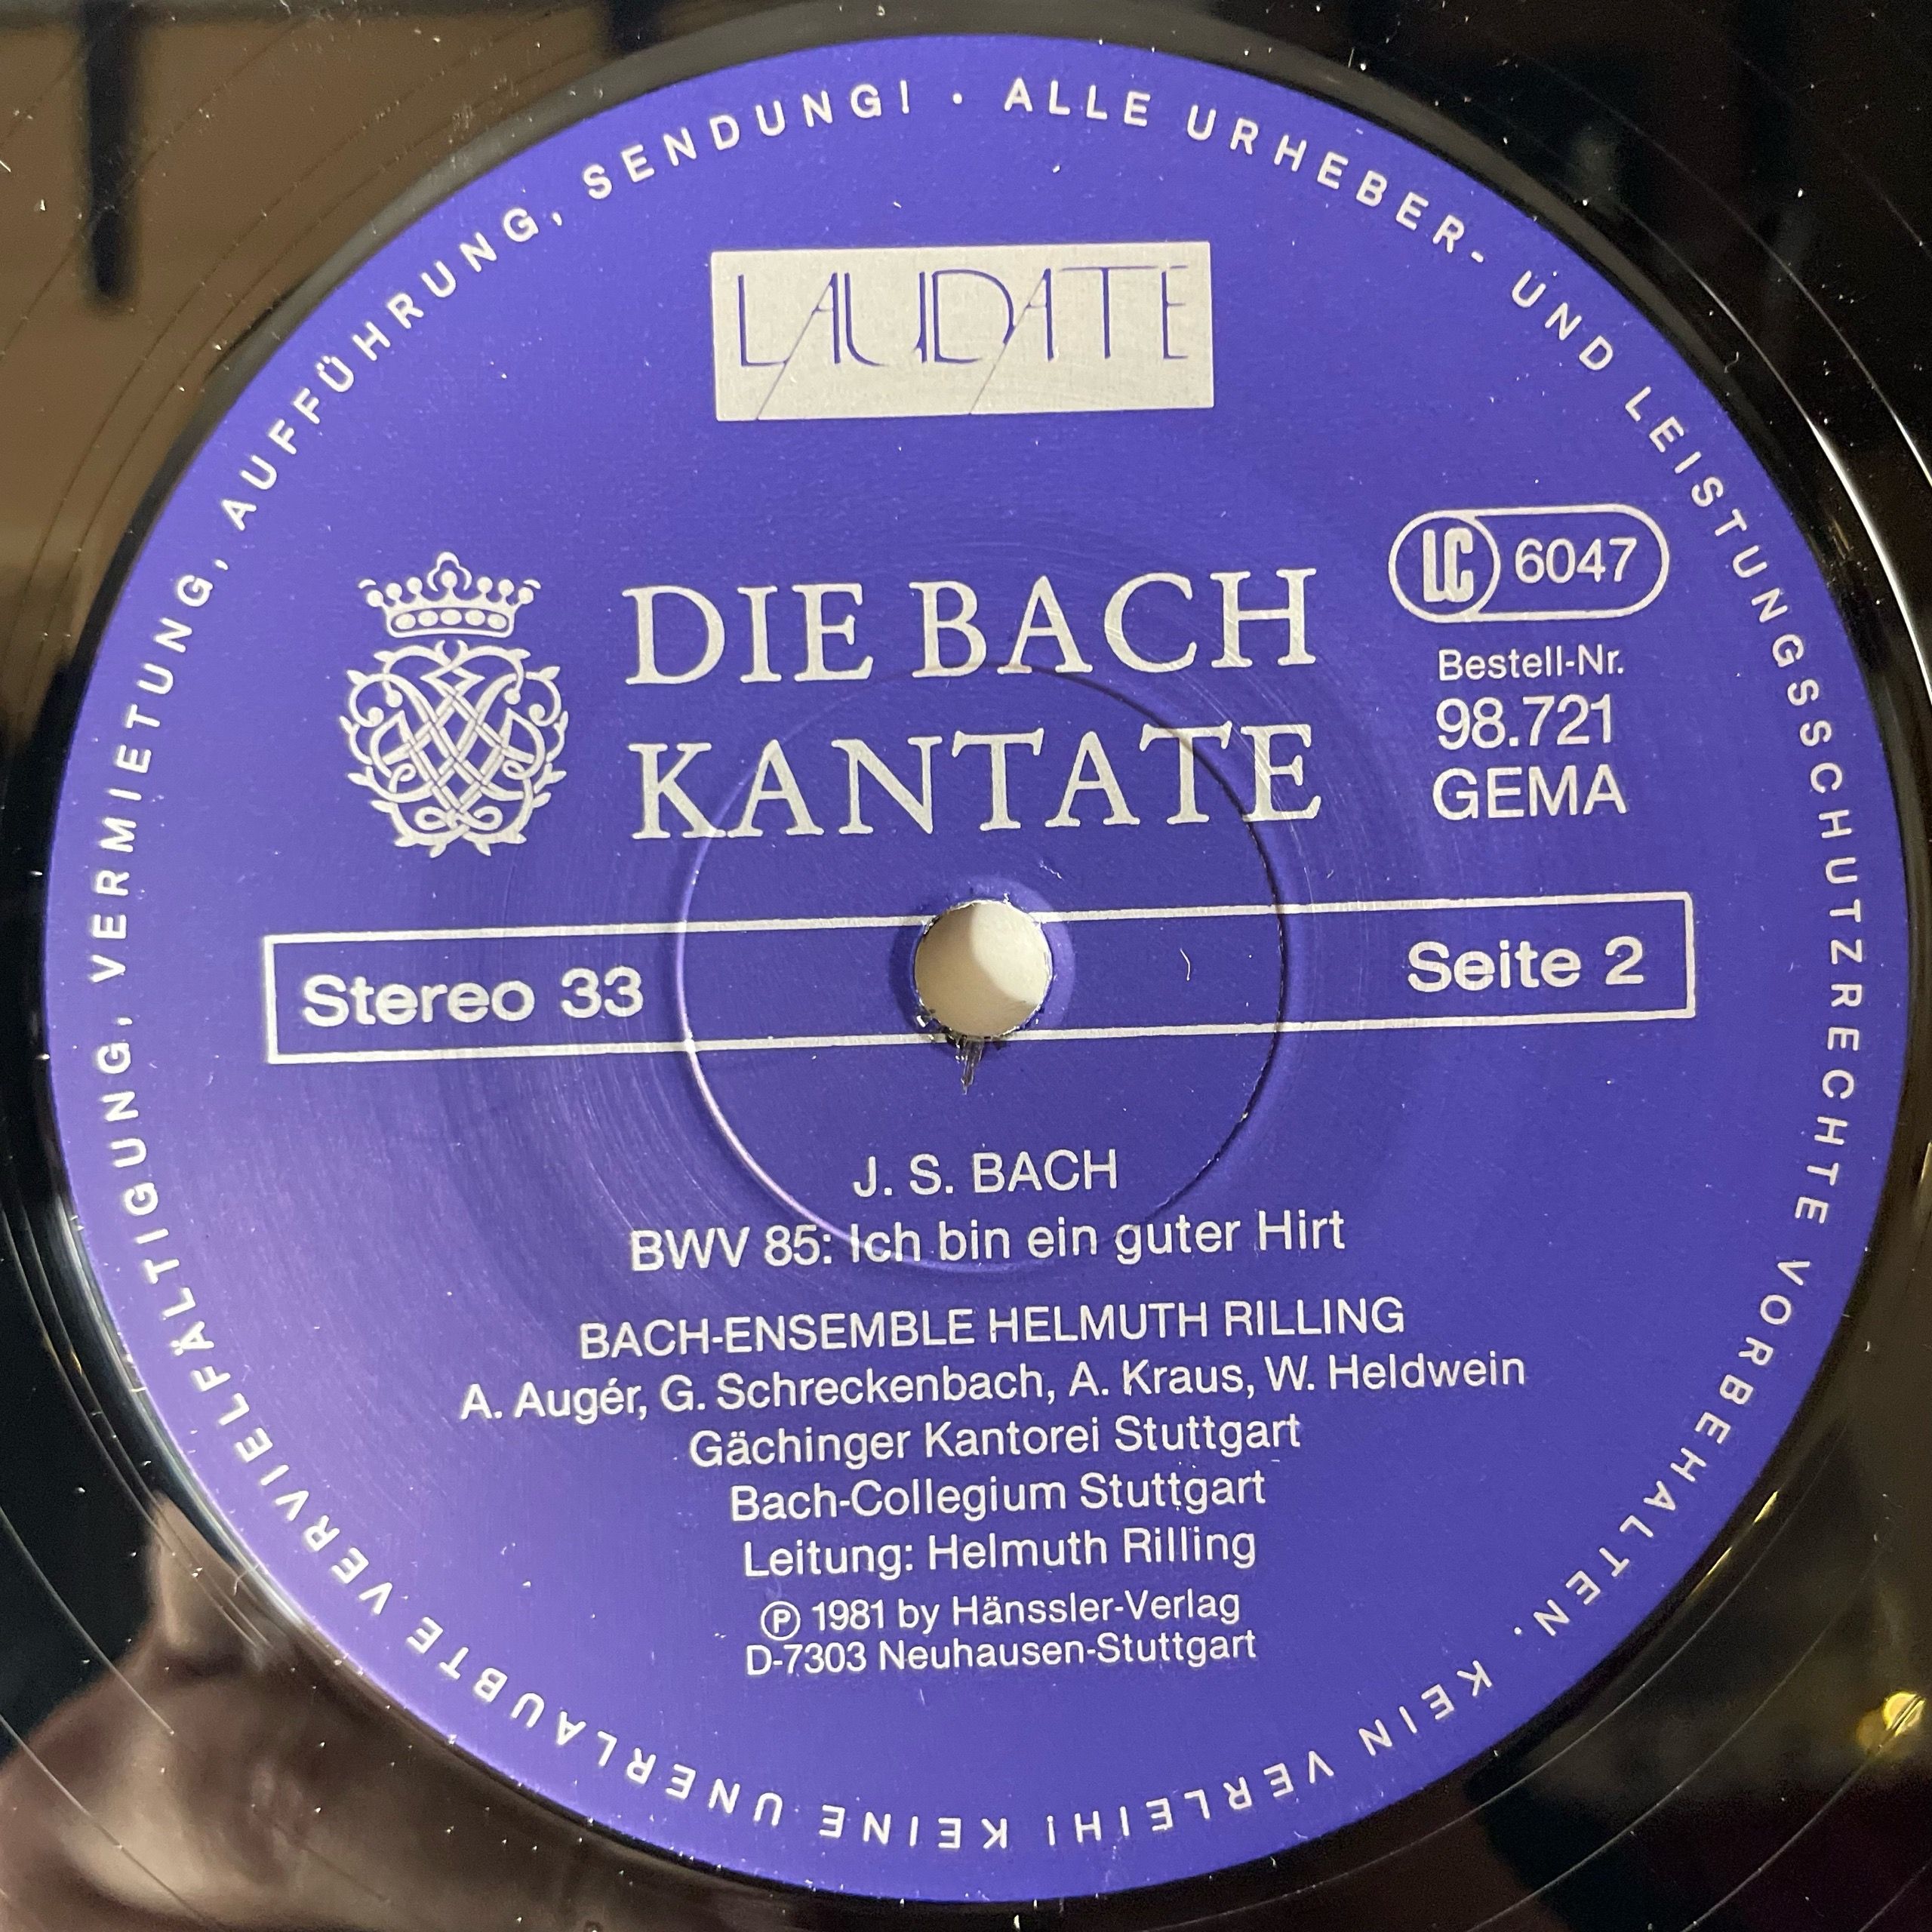 ALLE URHEBER- UND LEISTUNGSSCHUTZRECHTE VORBEHALTEN. KEIN VERLEIH! KEINE UNERLAUBTE VERVIELFÄLTIGUNG, VERMIETUNG, AUFFÜHRUNG, SENDUNG! ·
LAUDATE
DIE BACH
KANTATE
LC 6047
Bestell-Nr.
98.721
GEMA
Stereo 33
Seite 2
J. S. BACH
BWV 85: Ich bin ein guter Hirt
BACH-ENSEMBLE HELMUTH RILLING
A. Augér, G. Schreckenbach, A. Kraus, W. Heldwein
Gächinger Kantorei Stuttgart
Bach-Collegium Stuttgart
Leitung: Helmuth Rilling
Ⓟ 1981 by Hänssler-Verlag
D-7303 Neuhausen-Stuttgart